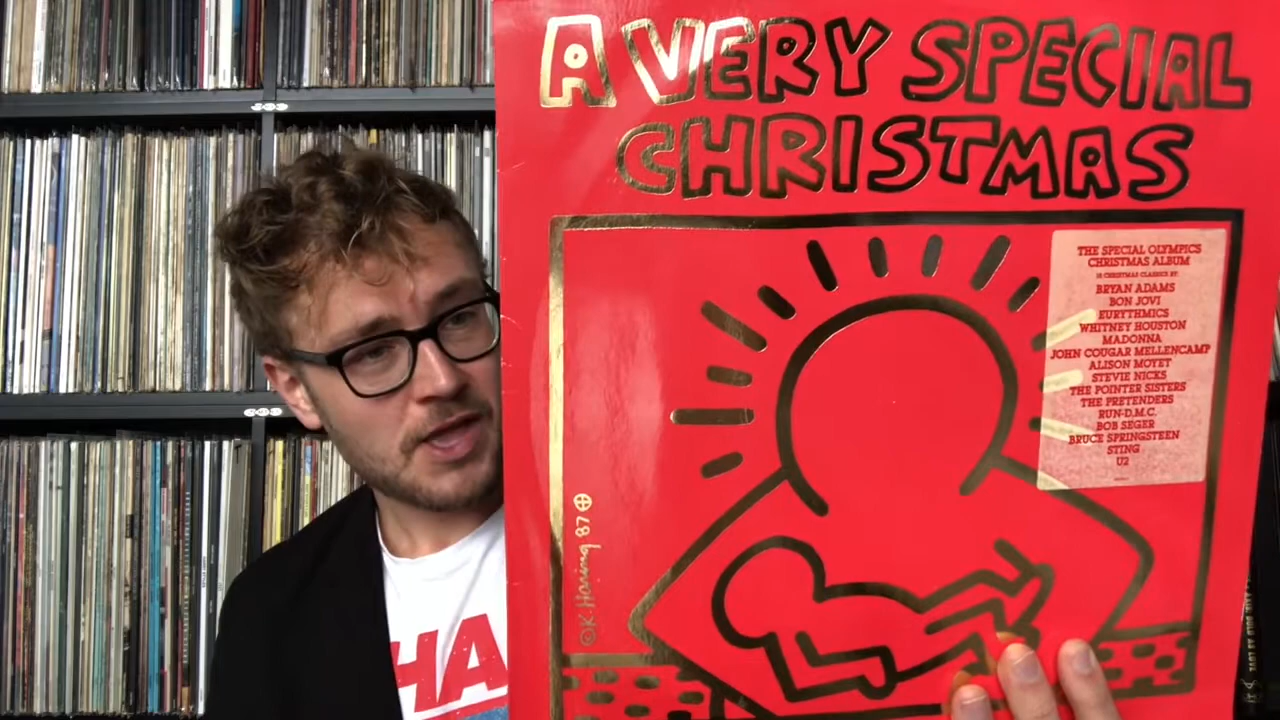 A VERY SPECIAL
CHRISTMAS
THE SPECIAL OLYMPICS
CHRISTMAS ALBUM
15 CHRISTMAS CLASSICS BY:
BRYAN ADAMS
BON JOVI
EURYTHMICS
WHITNEY HOUSTON
MADONNA
JOHN COUGAR MELLENCAMP
ALISON MOYET
STEVIE NICKS
THE POINTER SISTERS
THE PRETENDERS
RUN-D.M.C.
BOB SEGER
BRUCE SPRINGSTEEN
STING
U2
© K. Haring 87
HA